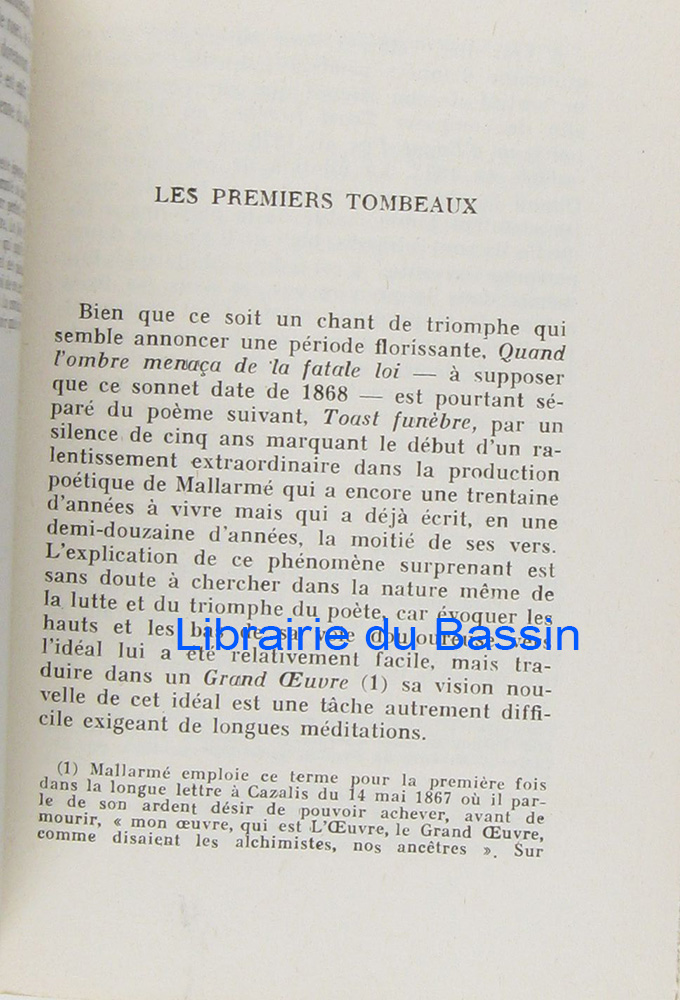 LES PREMIERS TOMBEAUX
Bien que ce soit un chant de triomphe qui
semble annoncer une période florissante, Quand
l'ombre menaça de la fatale loi — à supposer
que ce sonnet date de 1868 — est pourtant sé-
paré du poème suivant, Toast funèbre, par un
silence de cinq ans marquant le début d'un ra-
lentissement extraordinaire dans la production
poétique de Mallarmé qui a encore une trentaine
d'années à vivre mais qui a déjà écrit, en une
demi-douzaine d'années, la moitié de ses vers.
L'explication de ce phénomène surprenant est
sans doute à chercher dans la nature même de
la lutte et du triomphe du poète, car évoquer les
hauts et les bas de sa voie douloureuse vers
Librairie du Bassin
l'idéal lui a été relativement facile, mais tra-
duire dans un Grand Œuvre (1) sa vision nou-
velle de cet idéal est une tâche autrement diffi-
cile exigeant de longues méditations.
(1) Mallarmé emploie ce terme pour la première fois
dans la longue lettre à Cazalis du 14 mai 1867 où il par-
le de son ardent désir de pouvoir achever, avant de
mourir, « mon œuvre, qui est L'Œuvre, le Grand Œuvre,
comme disaient les alchimistes, nos ancêtres ». Sur